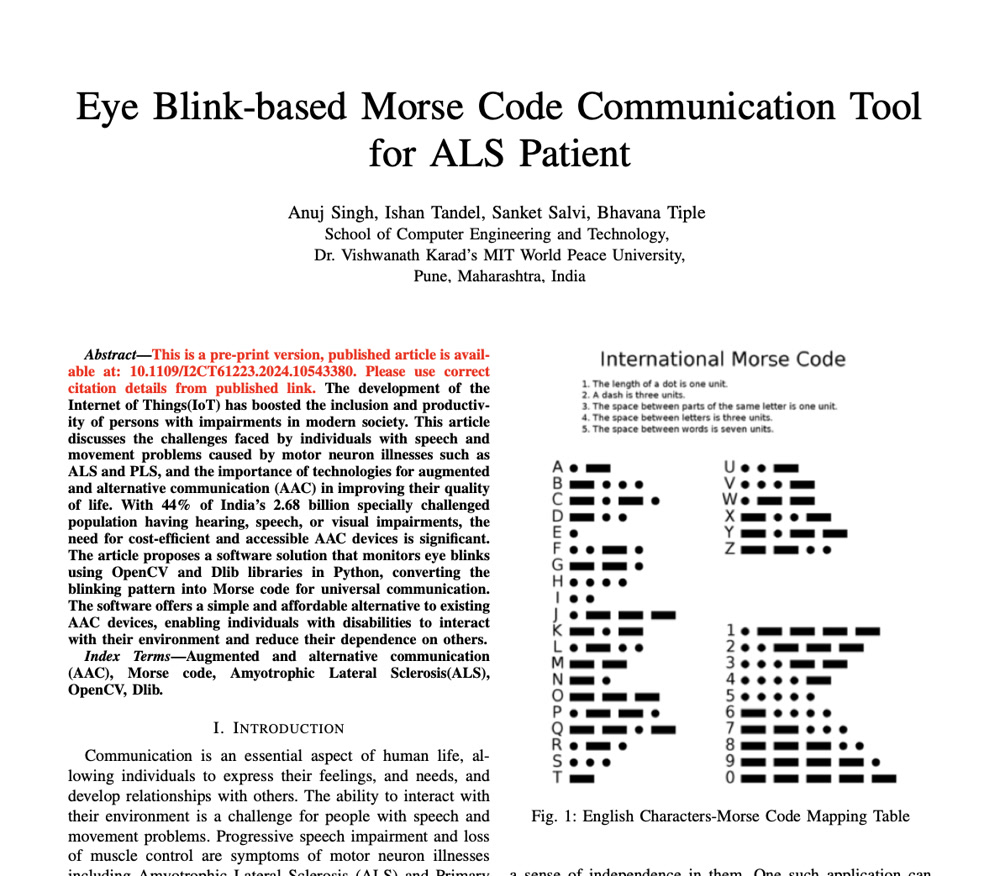 Eye Blink-based Morse Code Communication Tool
for ALS Patient
Anuj Singh, Ishan Tandel, Sanket Salvi, Bhavana Tiple
School of Computer Engineering and Technology,
Dr. Vishwanath Karad's MIT World Peace University,
Pune, Maharashtra, India
Abstract—This is a pre-print version, published article is avail-
able at: 10.1109/I2CT61223.2024.10543380. Please use correct
citation details from published link. The development of the
Internet of Things(IoT) has boosted the inclusion and productiv-
ity of persons with impairments in modern society. This article
discusses the challenges faced by individuals with speech and
movement problems caused by motor neuron illnesses such as
ALS and PLS, and the importance of technologies for augmented
and alternative communication (AAC) in improving their quality
of life. With 44% of India's 2.68 billion specially challenged
population having hearing, speech, or visual impairments, the
need for cost-efficient and accessible AAC devices is significant.
The article proposes a software solution that monitors eye blinks
using OpenCV and Dlib libraries in Python, converting the
blinking pattern into Morse code for universal communication.
The software offers a simple and affordable alternative to existing
AAC devices, enabling individuals with disabilities to interact
with their environment and reduce their dependence on others.
Index Terms—Augmented and alternative communication
(AAC), Morse code, Amyotrophic Lateral Sclerosis(ALS),
OpenCV, Dlib.
I. INTRODUCTION
Communication is an essential aspect of human life, al-
lowing individuals to express their feelings, and needs, and
develop relationships with others. The ability to interact with
their environment is a challenge for people with speech and
movement problems. Progressive speech impairment and loss
of muscle control are symptoms of motor neuron illnesses
including Amyotrophic Lateral Sclerosis (ALS) and Primary
International Morse Code
1. The length of a dot is one unit.
2. A dash is three units.
3. The space between parts of the same letter is one unit.
4. The space between letters is three units.
5. The space between words is seven units.
A
B
C
D
E
F
G
H
I
J
K
L
M
N
O
P
Q
R
S
T
U
V
W
X
Y
Z
1
2
3
4
5
6
7
8
9
0
Fig. 1: English Characters-Morse Code Mapping Table
a sense of independence in them. One such application can